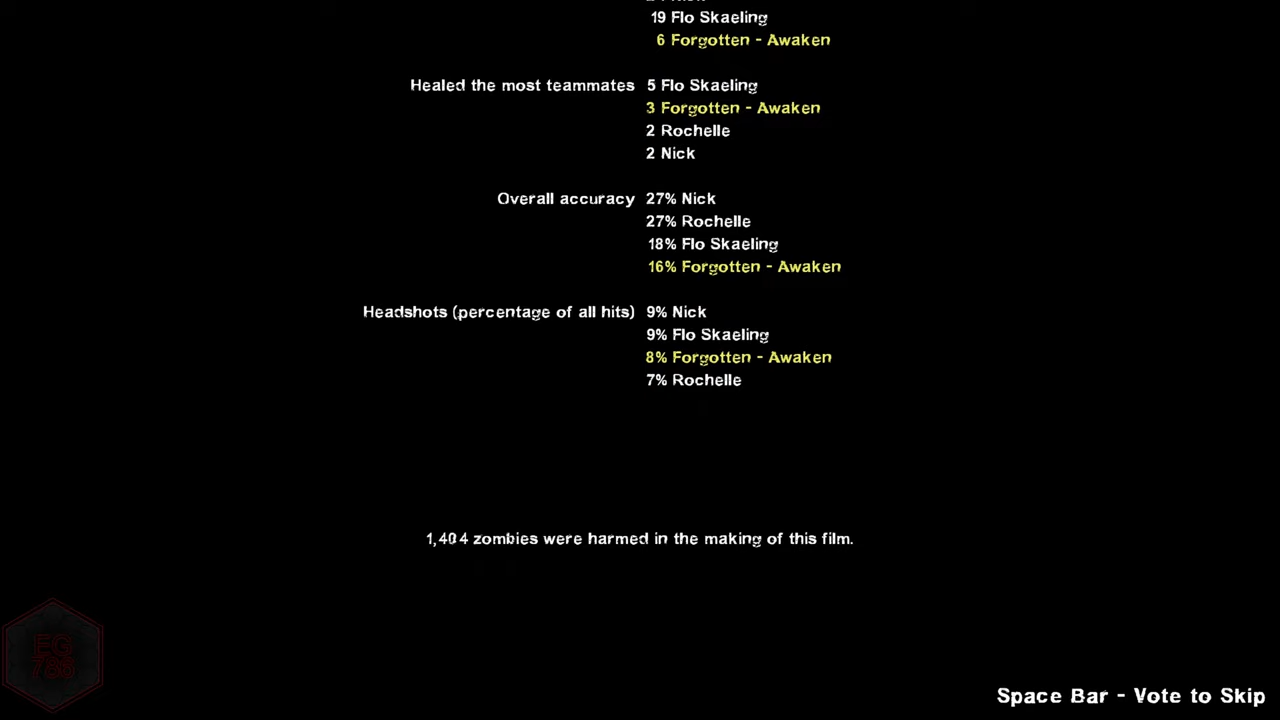 19 Flo Skaeling
6 Forgotten - Awaken
Healed the most teammates 5 Flo Skaeling
3 Forgotten - Awaken
2 Rochelle
2 Nick
Overall accuracy 27% Nick
27% Rochelle
18% Flo Skaeling
16% Forgotten - Awaken
Headshots (percentage of all hits) 9% Nick
9% Flo Skaeling
8% Forgotten - Awaken
7% Rochelle
zombies were harmed in the making of this film.
EG
Space Bar - Vote to Skip